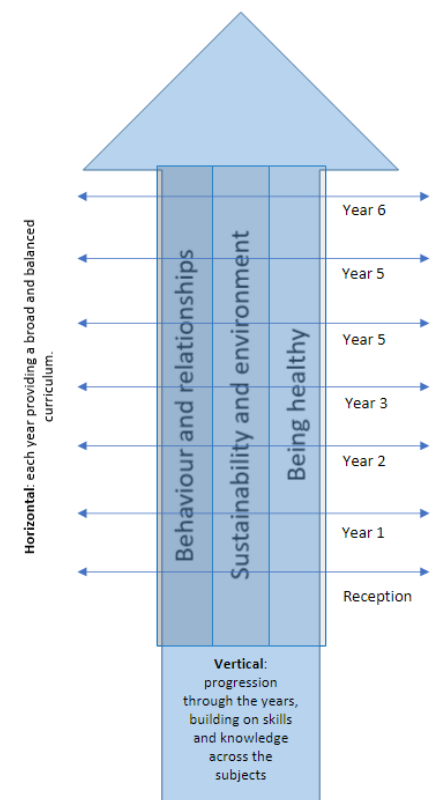 Horizontal: each year providing a broad and balanced
curriculum.
Behaviour and relationships
Sustainability and environment
Being healthy
Year 6
Year 5
Year 5
Year 3
Year 2
Year 1
Reception
Vertical:
progression
through the years,
building on skills
and knowledge
across the
subjects